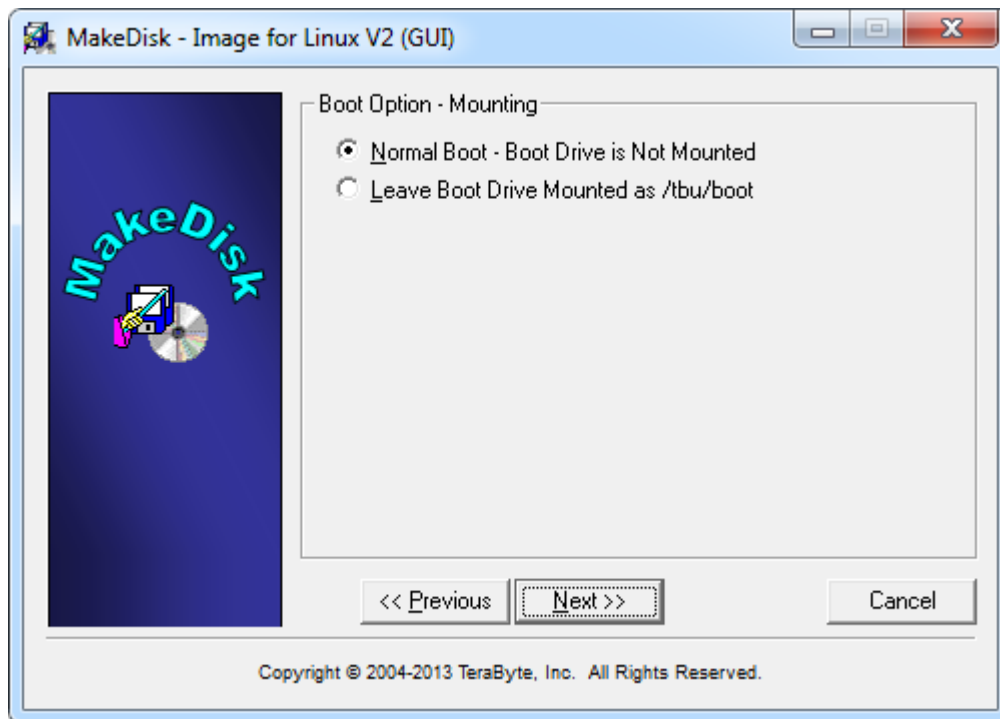 MakeDisk - Image for Linux V2 (GUI)
MakeDisk
Boot Option - Mounting
Normal Boot - Boot Drive is Not Mounted
Leave Boot Drive Mounted as /tbu/boot
<< Previous
Next >>
Cancel
Copyright © 2004-2013 TeraByte, Inc. All Rights Reserved.